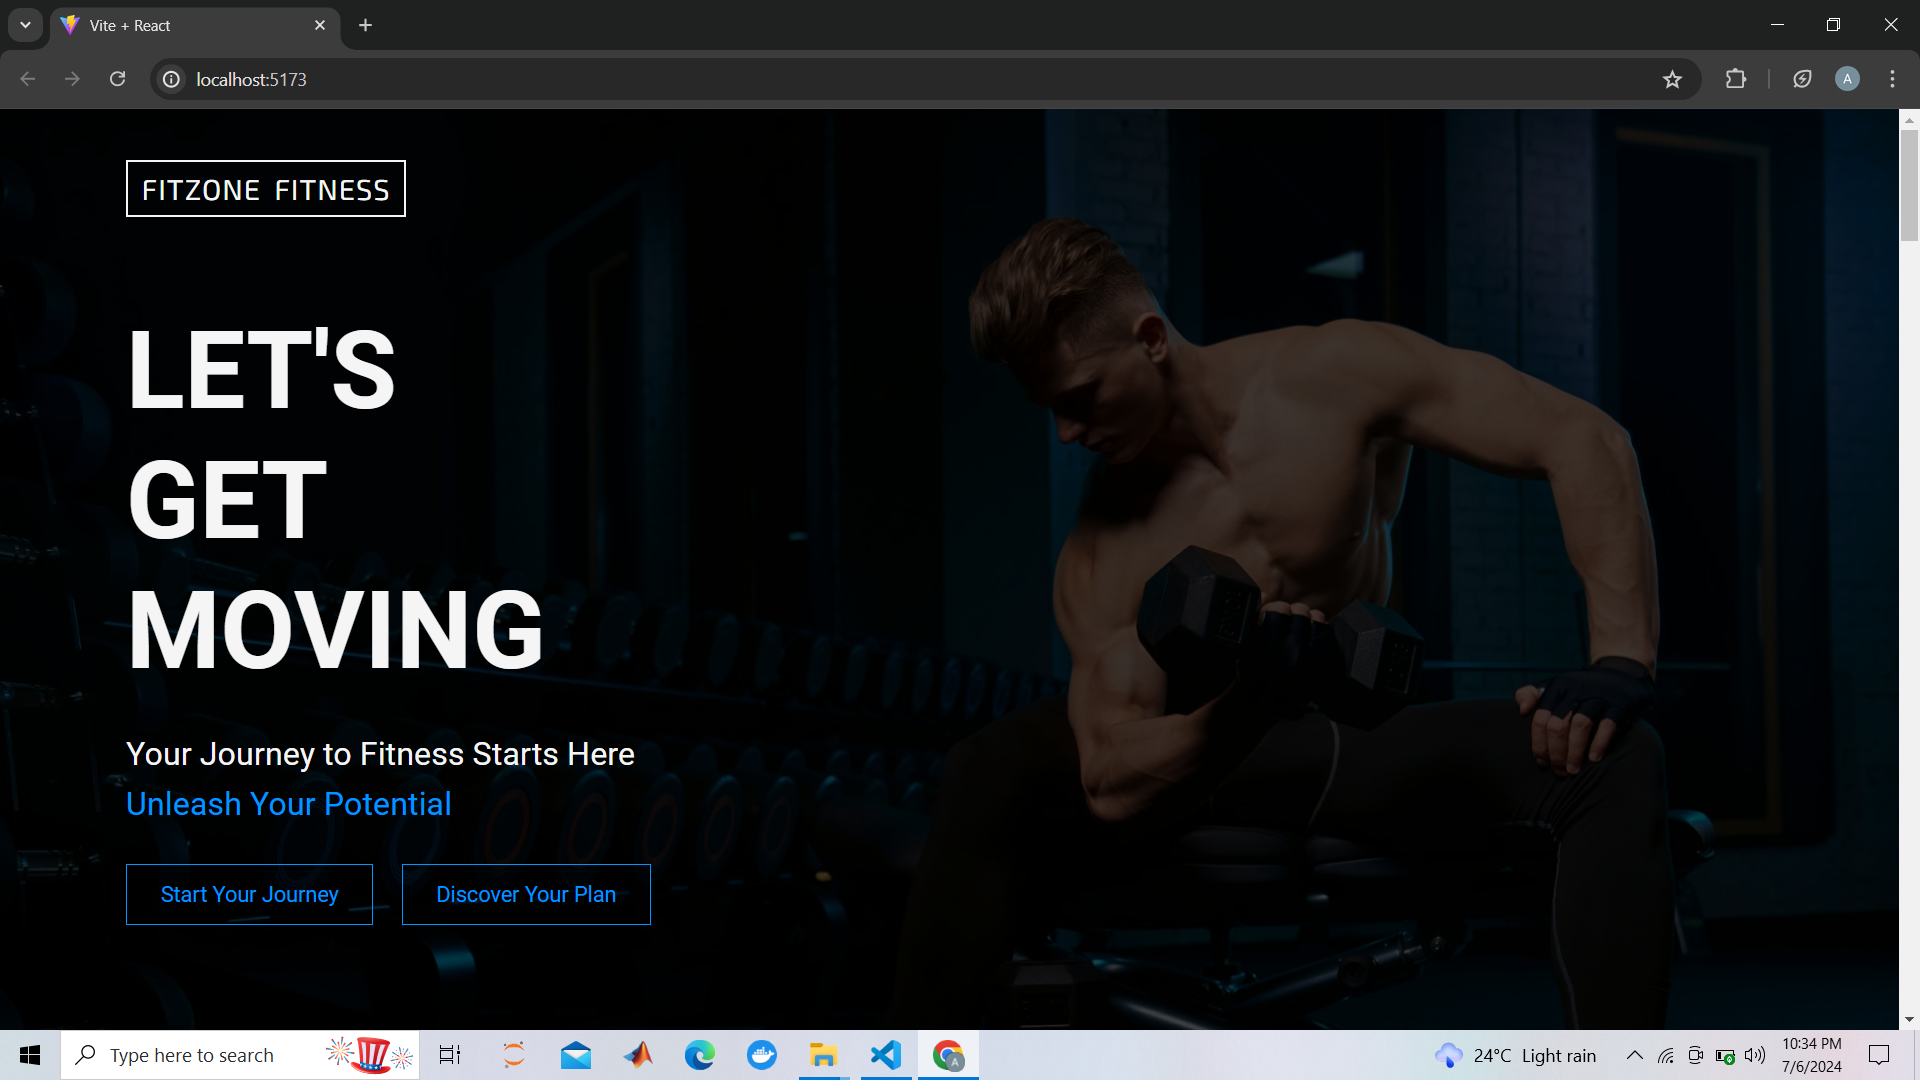 Vite + React
localhost:5173
A
FITZONE FITNESS
LET'S
GET
MOVING
Your Journey to Fitness Starts Here
Unleash Your Potential
Start Your Journey
Discover Your Plan
Type here to search
A
24°C Light rain
10:34 PM
7/6/2024